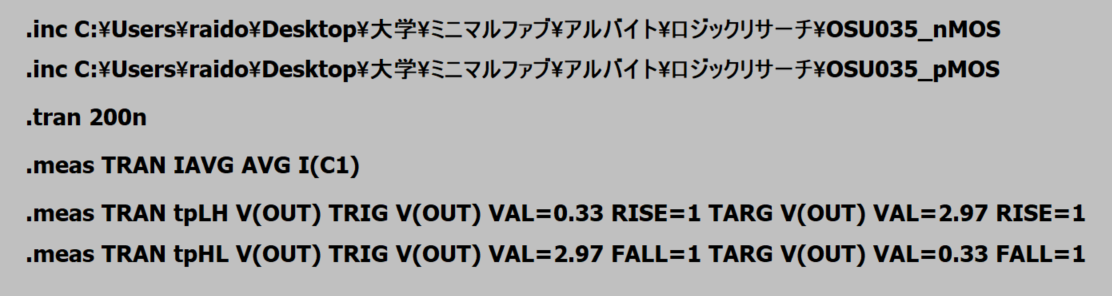 .inc C:¥Users¥raido¥Desktop¥大学¥ミニマルファブ¥アルバイト¥ロジックリサーチ¥OSU035_nMOS
.inc C:¥Users¥raido¥Desktop¥大学¥ミニマルファブ¥アルバイト¥ロジックリサーチ¥OSU035_pMOS
.tran 200n
.meas TRAN IAVG AVG I(C1)
.meas TRAN tpLH V(OUT) TRIG V(OUT) VAL=0.33 RISE=1 TARG V(OUT) VAL=2.97 RISE=1
.meas TRAN tpHL V(OUT) TRIG V(OUT) VAL=2.97 FALL=1 TARG V(OUT) VAL=0.33 FALL=1